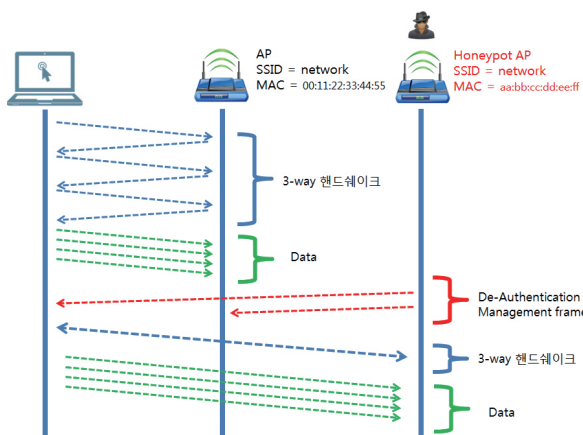 AP
SSID = network
MAC = 00:11:22:33:44:55
Honeypot AP
SSID = network
MAC = aa:bb:cc:dd:ee:ff
3-way 핸드쉐이크
Data
De-Authentication
Management frame
3-way 핸드쉐이크
Data